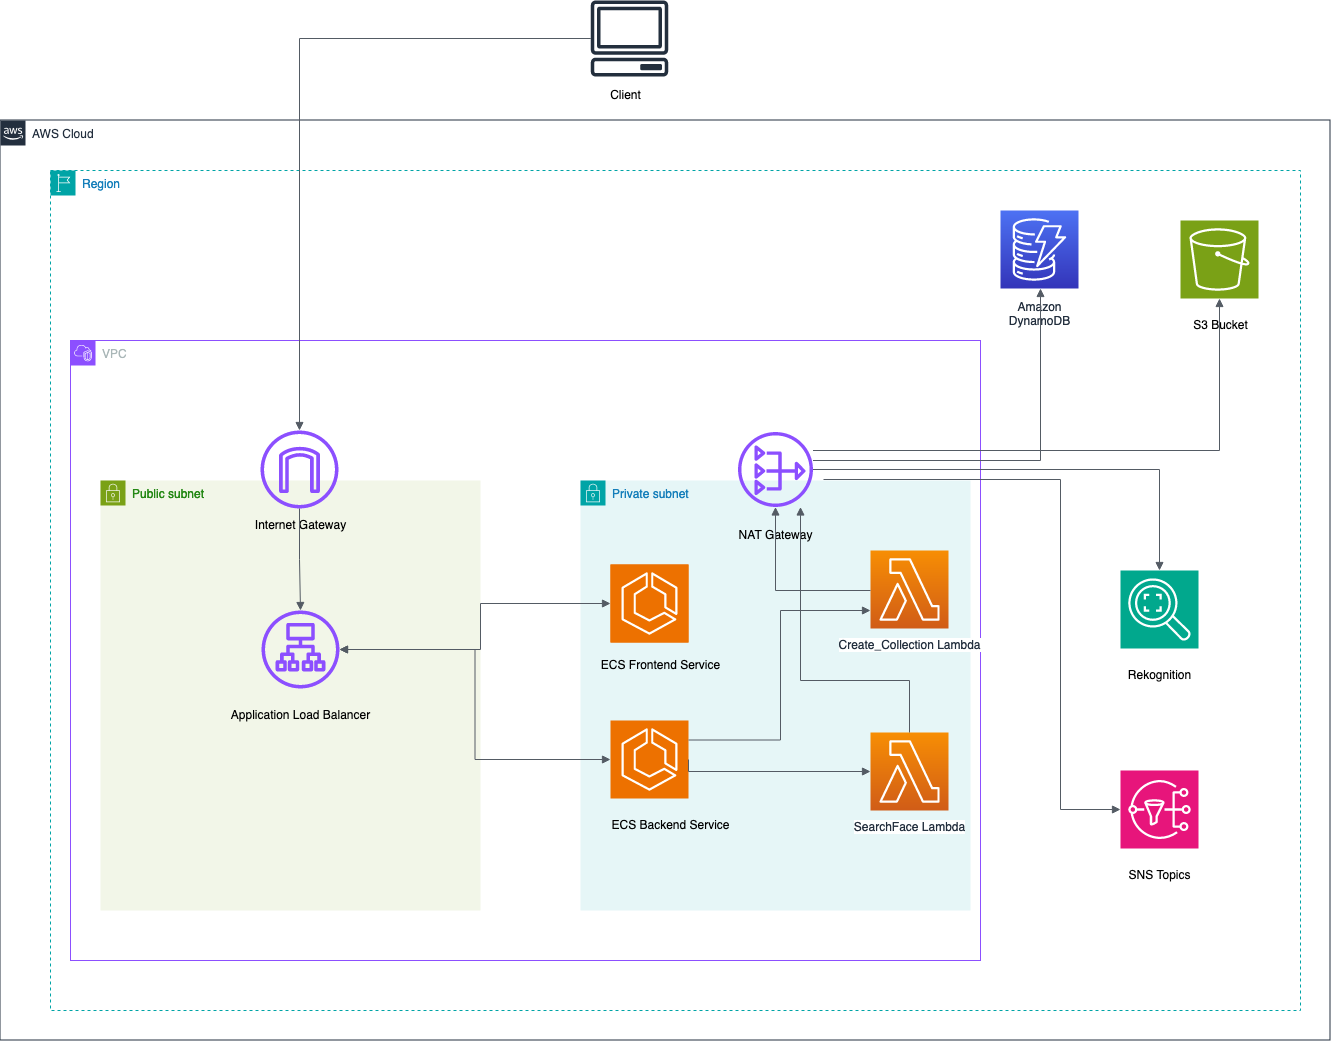 Client
aws
AWS Cloud
Region
Amazon
DynamoDB
S3 Bucket
VPC
Public subnet
Private subnet
Internet Gateway
NAT Gateway
Create_Collection Lambda
ECS Frontend Service
Rekognition
Application Load Balancer
ECS Backend Service
SearchFace Lambda
SNS Topics